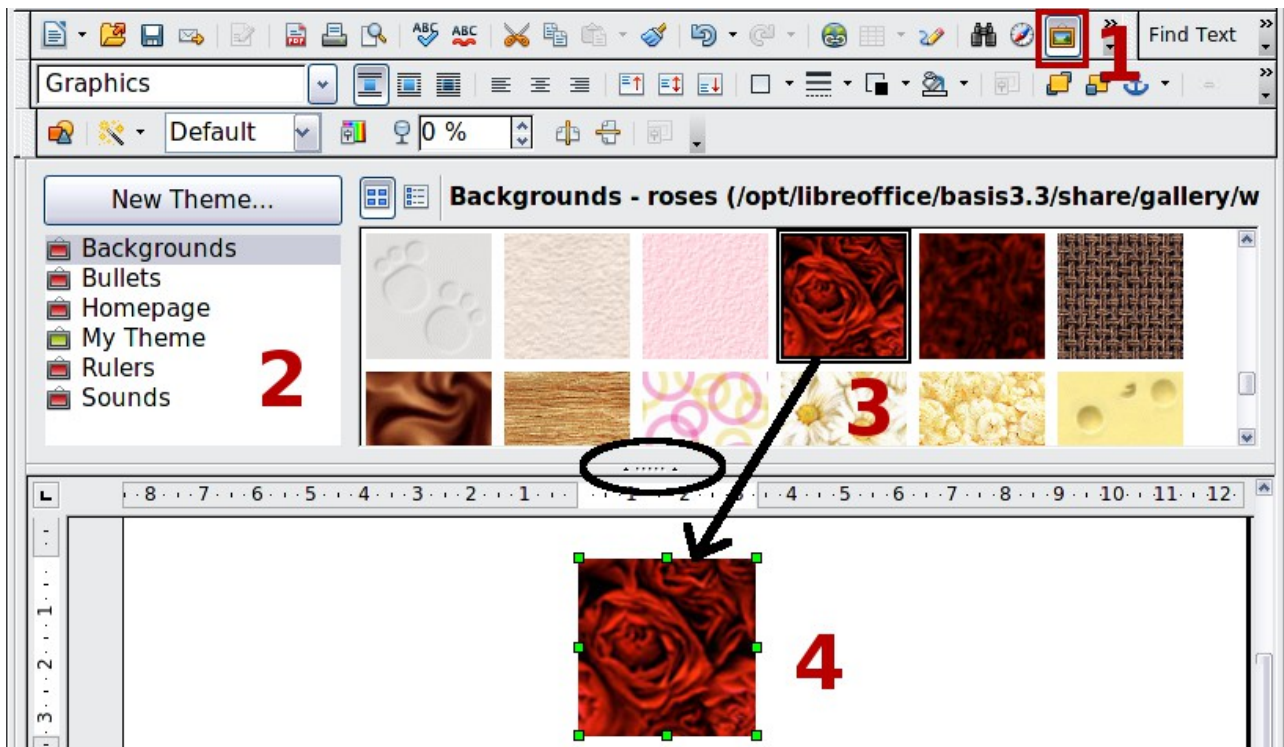 ABC ABC Find Text
1
Graphics
Default 0 %
New Theme... Backgrounds - roses (/opt/libreoffice/basis3.3/share/gallery/w
Backgrounds
Bullets
Homepage
My Theme
Rulers
Sounds
2
3
8 7 6 5 4 3 2 1 1 2 3 4 5 6 7 8 9 10 11 12
1
2
3
4